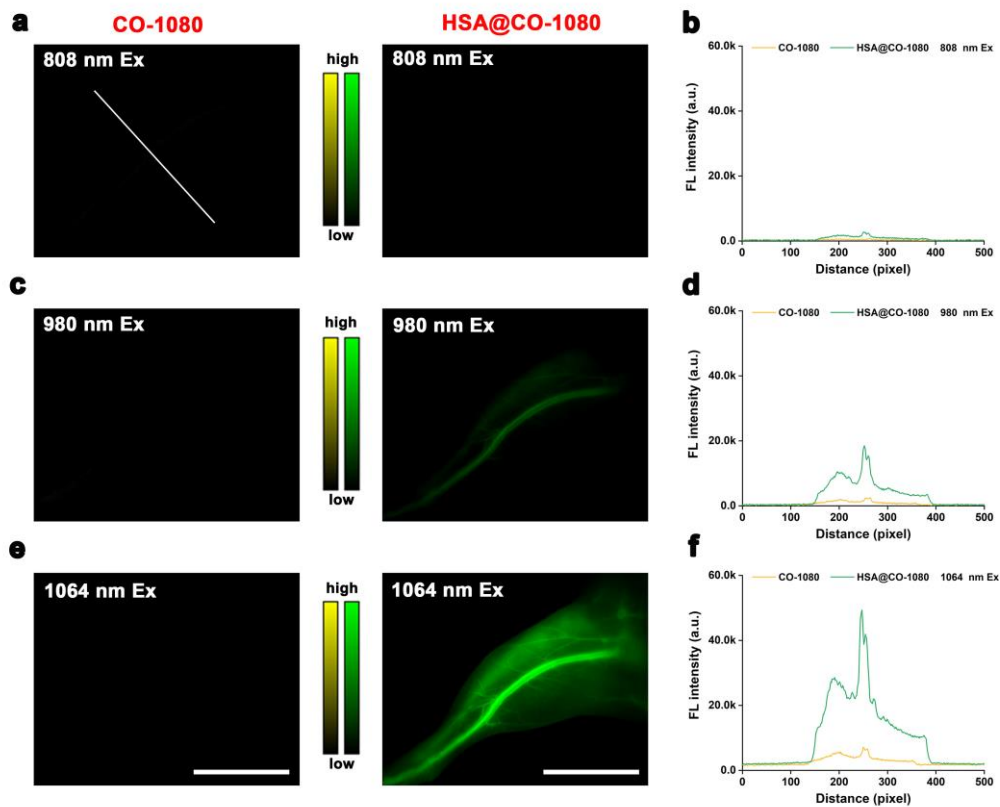 a
CO-1080
HSA@CO-1080
808 nm Ex
high
low
808 nm Ex
b
60.0k
40.0k
20.0k
0.0
FL intensity (a.u.)
CO-1080 HSA@CO-1080 808 nm Ex
0 100 200 300 400 500
Distance (pixel)
c
980 nm Ex
high
low
980 nm Ex
d
60.0k
40.0k
20.0k
0.0
FL intensity (a.u.)
CO-1080 HSA@CO-1080 980 nm Ex
0 100 200 300 400 500
Distance (pixel)
e
1064 nm Ex
high
low
1064 nm Ex
f
60.0k
40.0k
20.0k
0.0
FL intensity (a.u.)
CO-1080 HSA@CO-1080 1064 nm Ex
0 100 200 300 400 500
Distance (pixel)